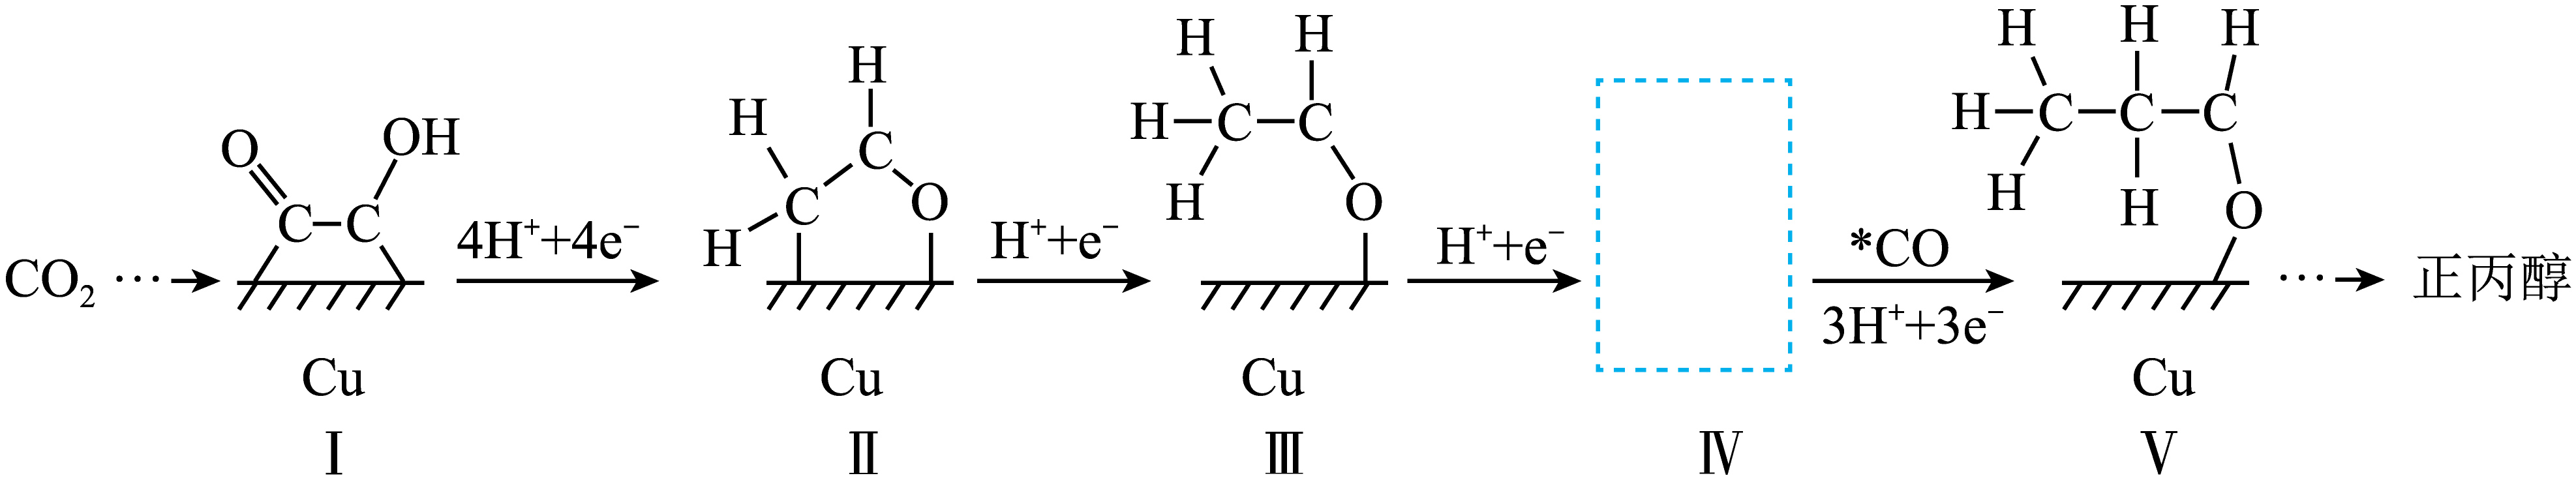 H H H H H
H H—C—C H—C—C—C
O OH C H H H
C—C H C O H O O
CO₂ ···→ 4H⁺+4e⁻ H⁺+e⁻ H⁺+e⁻ *CO 3H⁺+3e⁻ ···→ 正丙醇
Cu Cu Cu Cu
Ⅰ Ⅱ Ⅲ Ⅳ Ⅴ